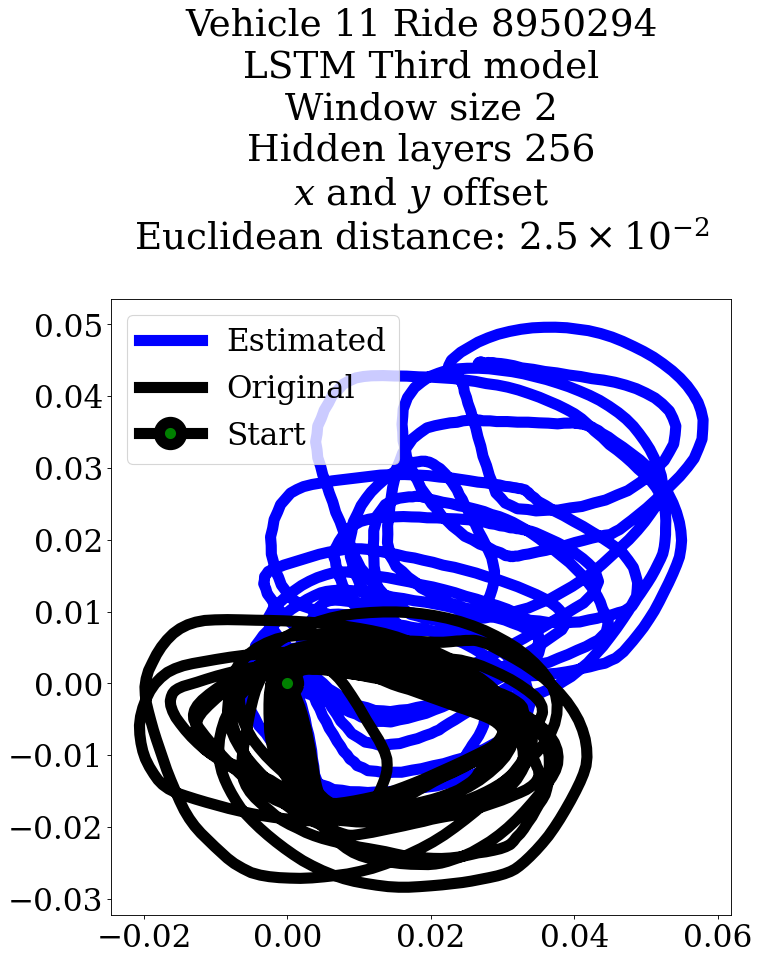 Vehicle 11 Ride 8950294
LSTM Third model
Window size 2
Hidden layers 256
x and y offset
Euclidean distance: 2.5 × 10⁻²
Estimated
Original
Start
0.05
0.04
0.03
0.02
0.01
0.00
−0.01
−0.02
−0.03
−0.02 0.00 0.02 0.04 0.06